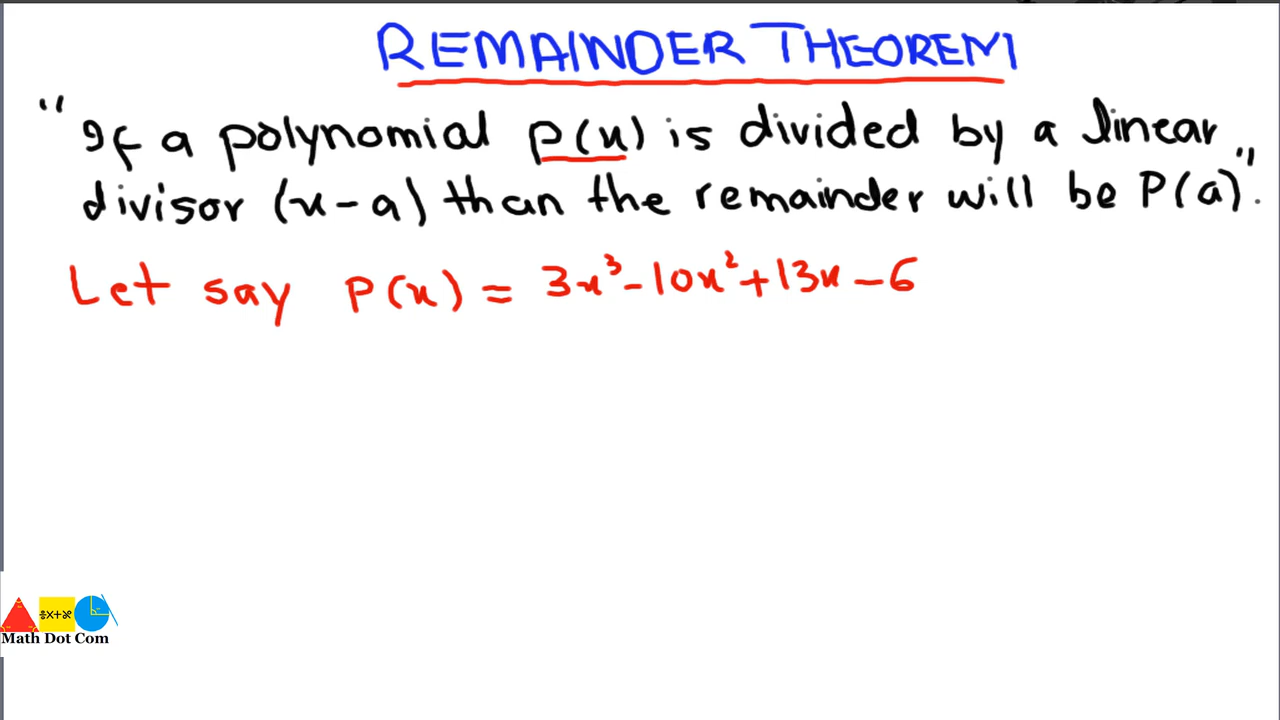 REMAINDER THEOREM
" If a polynomial p(x) is divided by a linear
divisor (x-a) than the remainder will be P(a)".
Let say P(x) = 3x³-10x²+13x-6
Math Dot Com